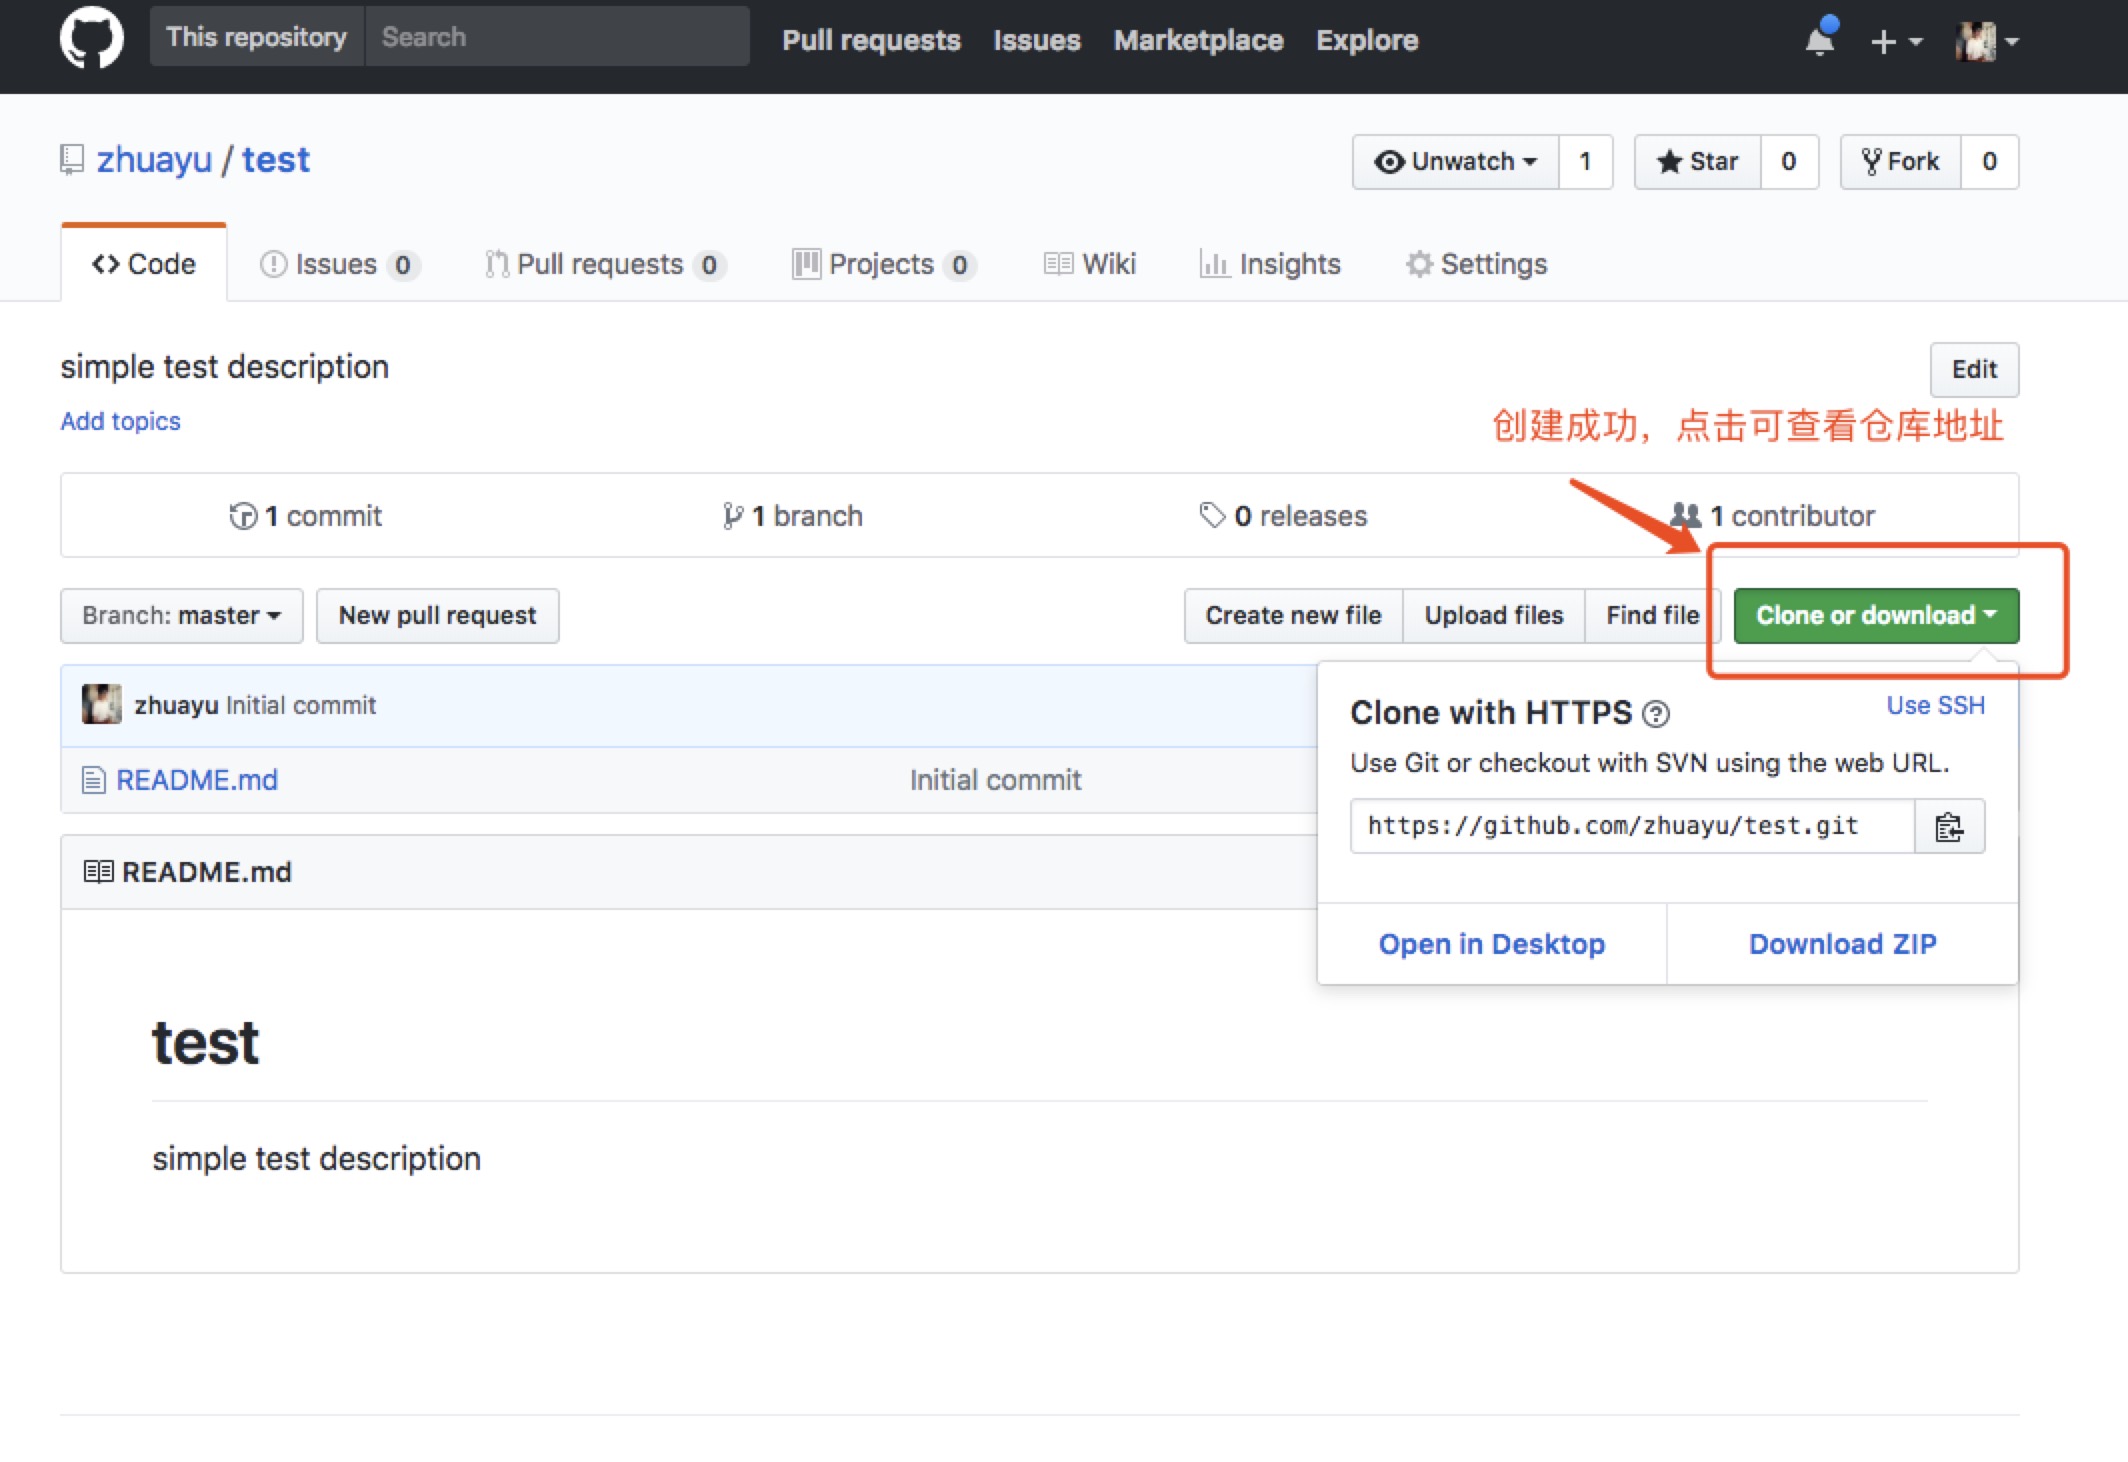 This repository Search Pull requests Issues Marketplace Explore
zhuayu / test Unwatch 1 Star 0 Fork 0
Code Issues 0 Pull requests 0 Projects 0 Wiki Insights Settings
simple test description Edit
Add topics
创建成功，点击可查看仓库地址
1 commit 1 branch 0 releases 1 contributor
Branch: master New pull request Create new file Upload files Find file Clone or download
zhuayu Initial commit
README.md Initial commit
Clone with HTTPS Use SSH
Use Git or checkout with SVN using the web URL.
https://github.com/zhuayu/test.git
Open in Desktop Download ZIP
README.md
test
simple test description